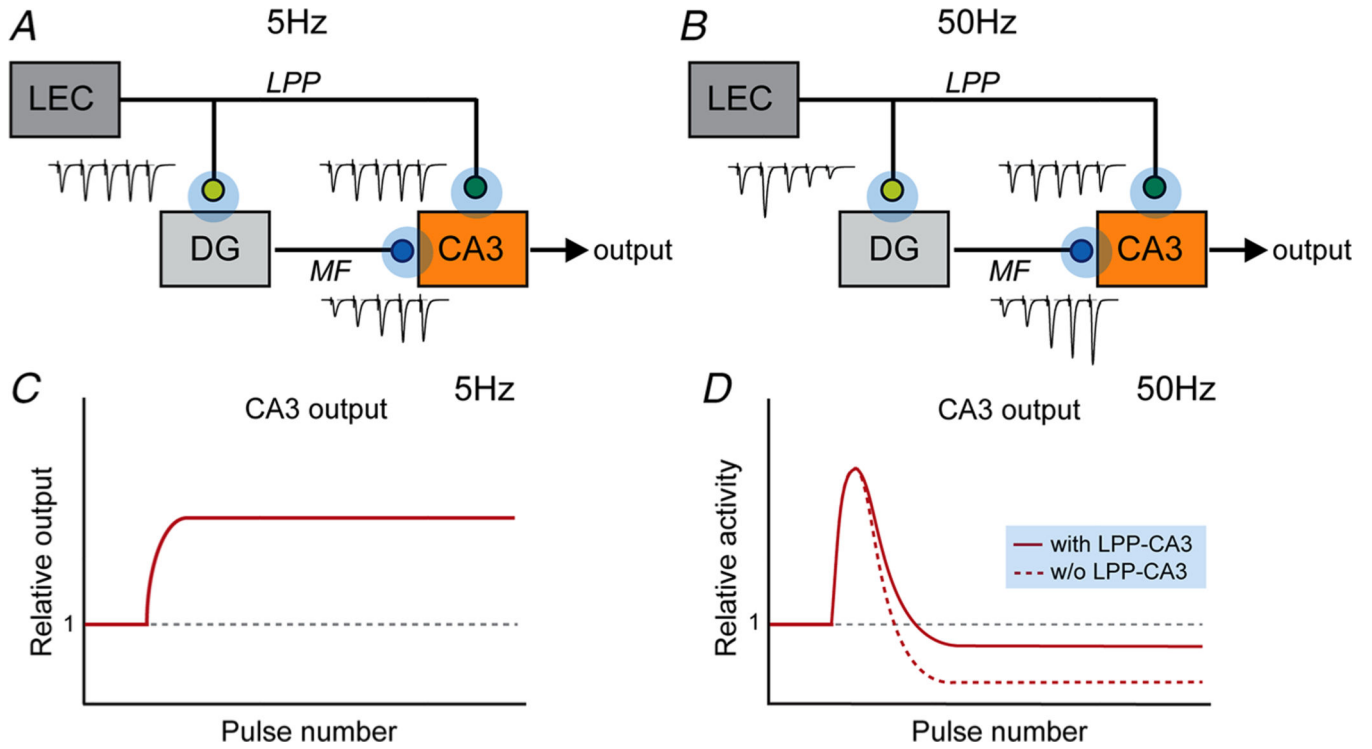 A
5Hz
LPP
LEC
DG
MF
CA3
output
B
50Hz
LPP
LEC
DG
MF
CA3
output
C
5Hz
CA3 output
Relative output
1
Pulse number
D
50Hz
CA3 output
Relative activity
1
with LPP-CA3
w/o LPP-CA3
Pulse number